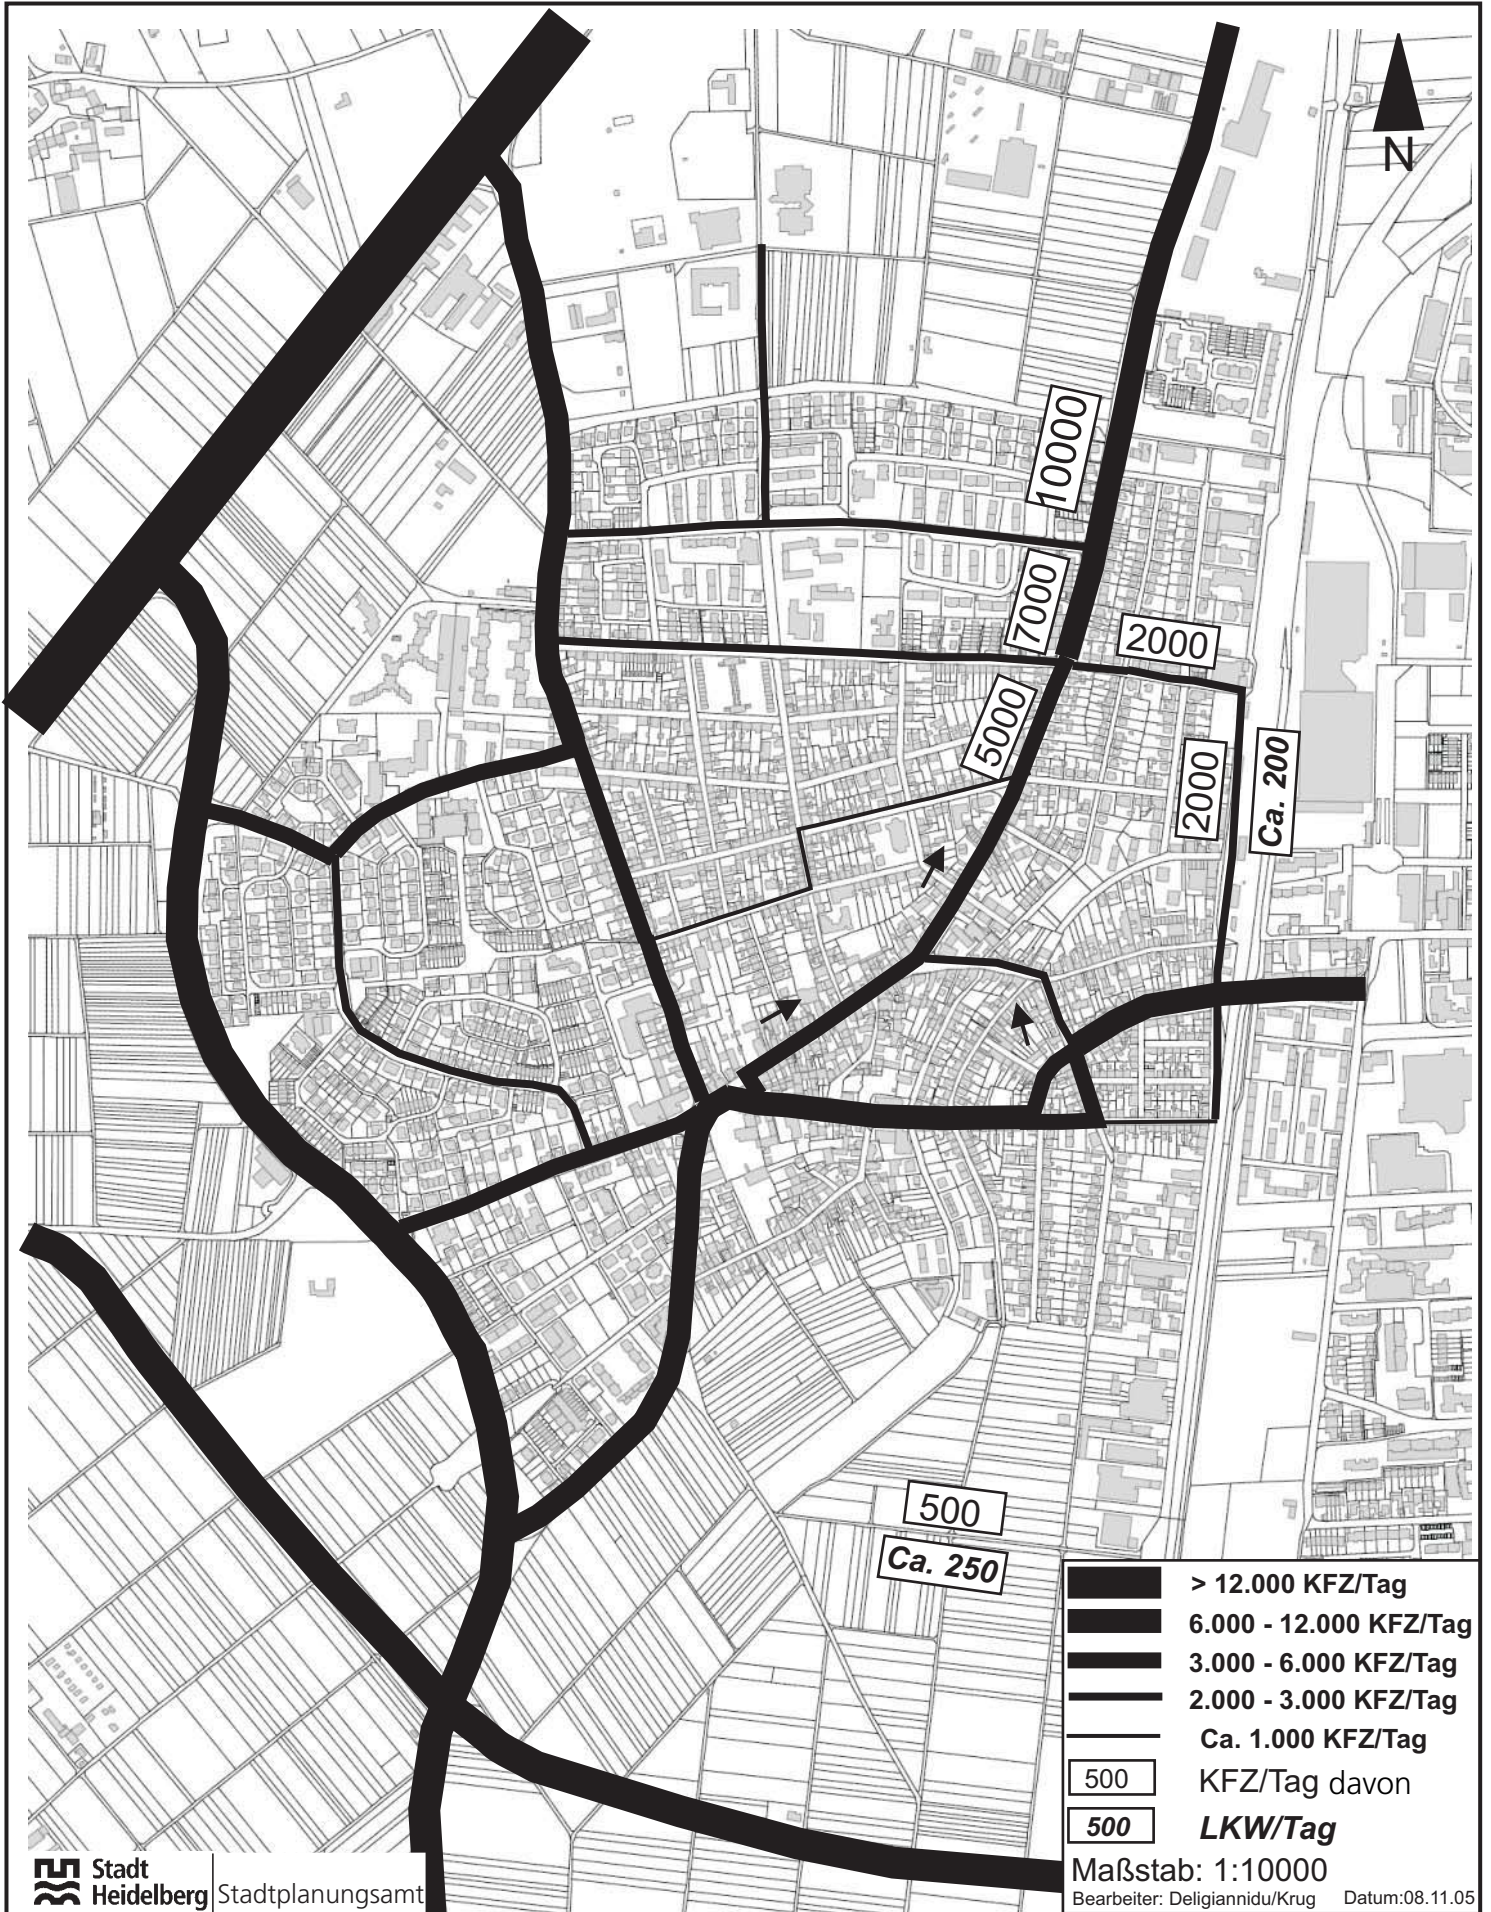 N
10000
7000
2000
5000
2000
Ca. 200
500
Ca. 250
> 12.000 KFZ/Tag
6.000 - 12.000 KFZ/Tag
3.000 - 6.000 KFZ/Tag
2.000 - 3.000 KFZ/Tag
Ca. 1.000 KFZ/Tag
500 KFZ/Tag davon
500 LKW/Tag
Maßstab: 1:10000
Bearbeiter: Deligiannidu/Krug Datum:08.11.05
Stadt
Heidelberg Stadtplanungsamt